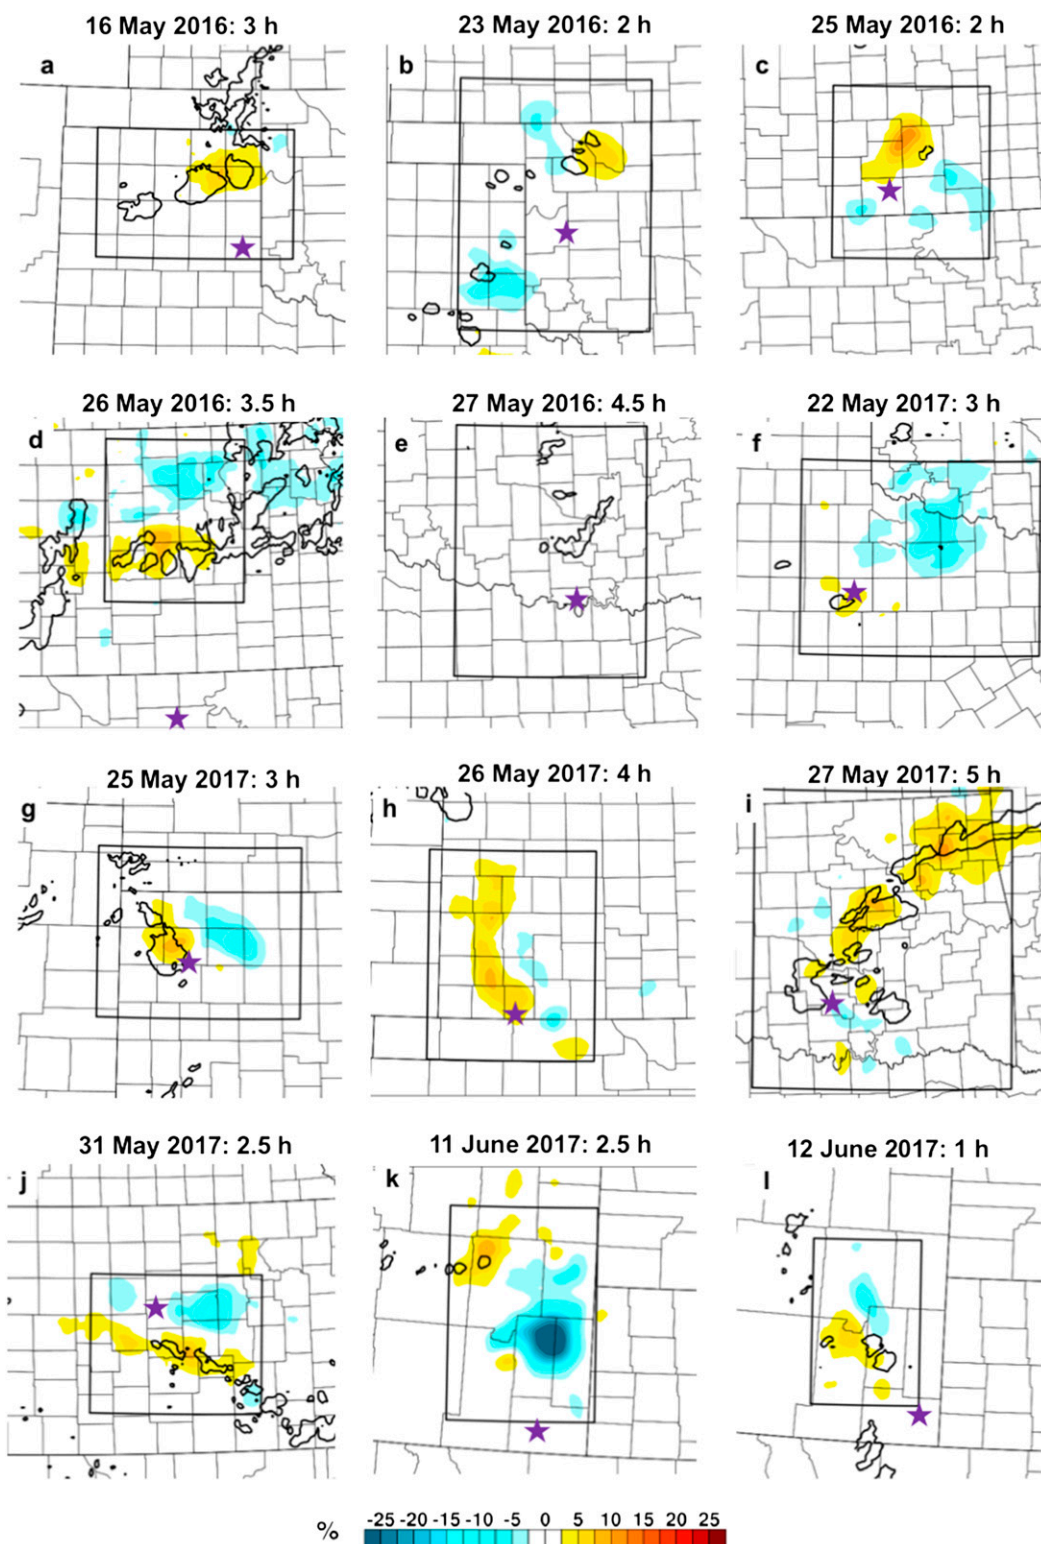 16 May 2016: 3 h
23 May 2016: 2 h
25 May 2016: 2 h
a
b
c
26 May 2016: 3.5 h
27 May 2016: 4.5 h
22 May 2017: 3 h
d
e
f
25 May 2017: 3 h
26 May 2017: 4 h
27 May 2017: 5 h
g
h
i
31 May 2017: 2.5 h
11 June 2017: 2.5 h
12 June 2017: 1 h
j
k
l
% -25 -20 -15 -10 -5 0 5 10 15 20 25